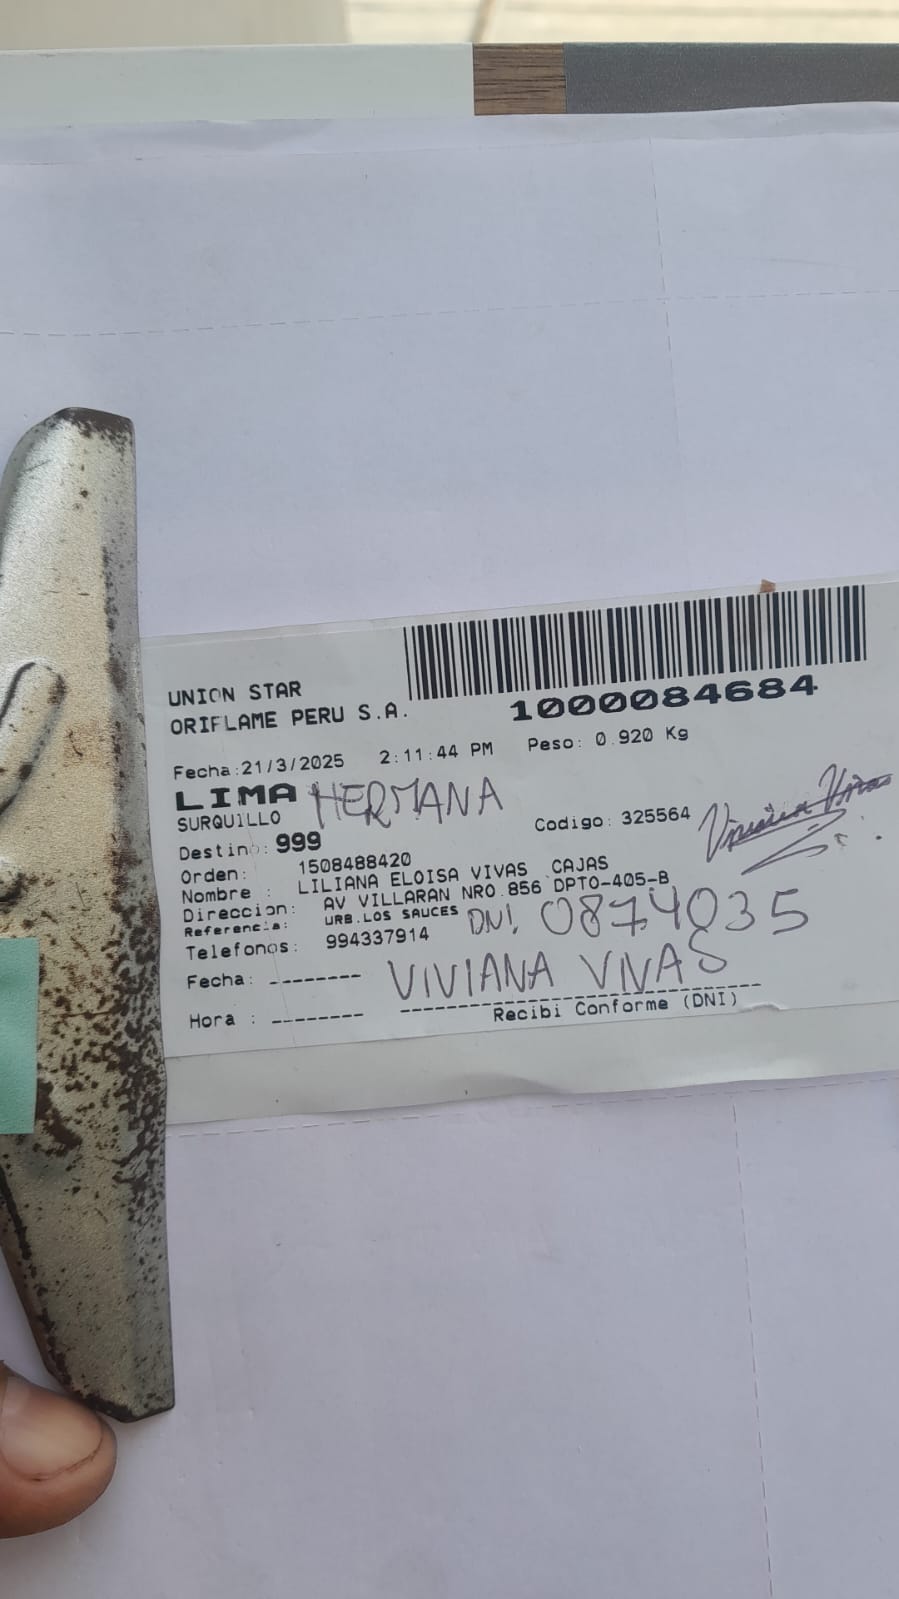 UNION STAR
ORIFLAME PERU S.A.
1000084684
Fecha:21/3/2025 2:11:44 PM Peso: 0.920 Kg
LIMA HERMANA
SURQUILLO
Destino: 999 Codigo: 325564
Orden: 1508488420
Nombre : LILIANA ELOISA VIVAS CAJAS
Direccion: AV VILLARAN NRO.856 DPTO-405-B
Referencia: URB.LOS SAUCES
Telefonos: 994337914 DNI 0874035
Fecha: -------- VIVIANA VIVAS
Hora : --------
Recibi Conforme (DNI)